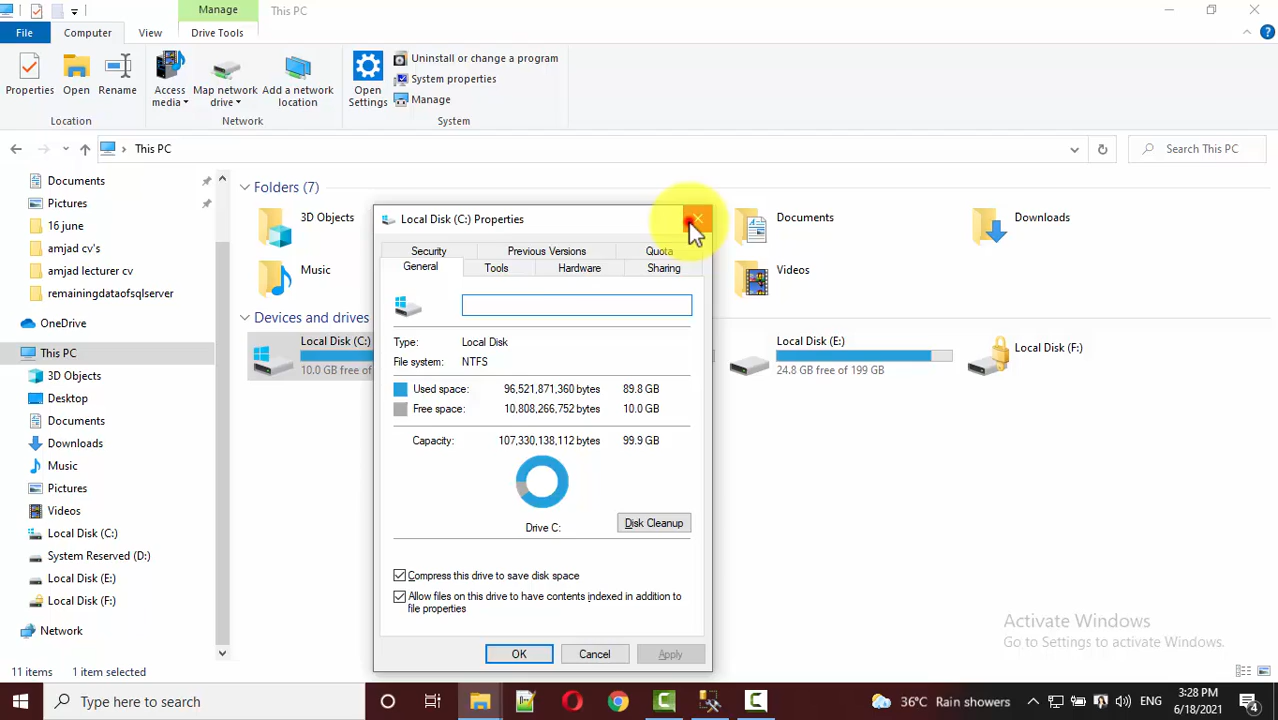 Manage
This PC
File
Computer
View
Drive Tools
Properties
Open
Rename
Access media
Map network drive
Add a network location
Open Settings
Uninstall or change a program
System properties
Manage
Location
Network
System
This PC
Search This PC
Documents
Pictures
16 june
amjad cv's
amjad lecturer cv
remainingdataofsqlserver
OneDrive
This PC
3D Objects
Desktop
Documents
Downloads
Music
Pictures
Videos
Local Disk (C:)
System Reserved (D:)
Local Disk (E:)
Local Disk (F:)
Network
Folders (7)
3D Objects
Documents
Downloads
Music
Videos
Devices and drives
Local Disk (C:)
10.0 GB free of
Local Disk (E:)
24.8 GB free of 199 GB
Local Disk (F:)
Local Disk (C:) Properties
Security
Previous Versions
Quota
General
Tools
Hardware
Sharing
Type: Local Disk
File system: NTFS
Used space: 96,521,871,360 bytes 89.8 GB
Free space: 10,808,266,752 bytes 10.0 GB
Capacity: 107,330,138,112 bytes 99.9 GB
Drive C:
Disk Cleanup
Compress this drive to save disk space
Allow files on this drive to have contents indexed in addition to
file properties
OK
Cancel
Apply
Activate Windows
Go to Settings to activate Windows.
11 items
1 item selected
Type here to search
36°C Rain showers
ENG
3:28 PM
6/18/2021
4